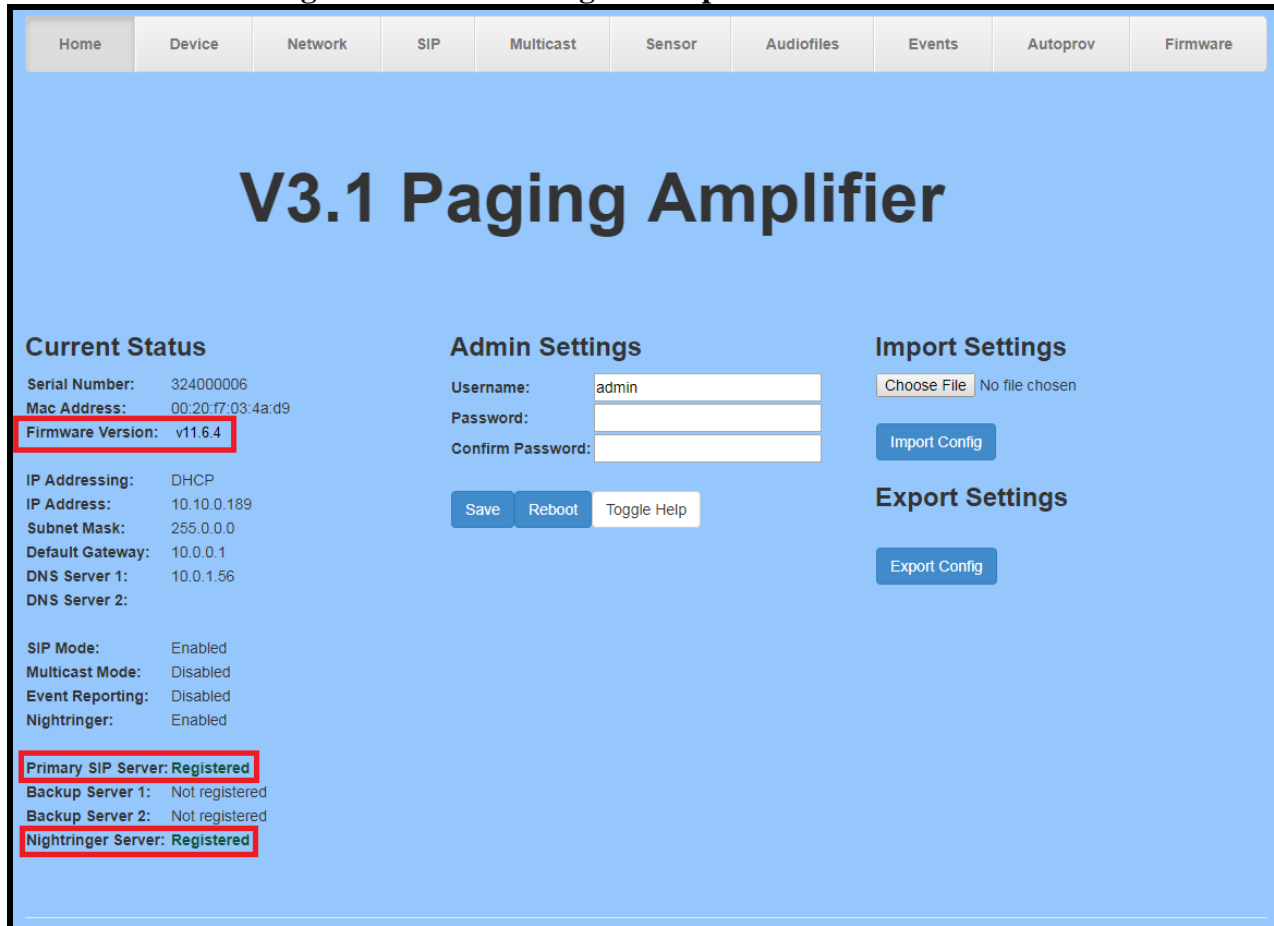 Home Device Network SIP Multicast Sensor Audiofiles Events Autoprov Firmware
V3.1 Paging Amplifier
Current Status
Serial Number: 324000006
Mac Address: 00:20:f7:03:4a:d9
Firmware Version: v11.6.4
IP Addressing: DHCP
IP Address: 10.10.0.189
Subnet Mask: 255.0.0.0
Default Gateway: 10.0.0.1
DNS Server 1: 10.0.1.56
DNS Server 2:
SIP Mode: Enabled
Multicast Mode: Disabled
Event Reporting: Disabled
Nightringer: Enabled
Primary SIP Server: Registered
Backup Server 1: Not registered
Backup Server 2: Not registered
Nightringer Server: Registered
Admin Settings
Username: admin
Password:
Confirm Password:
Save Reboot Toggle Help
Import Settings
Choose File No file chosen
Import Config
Export Settings
Export Config